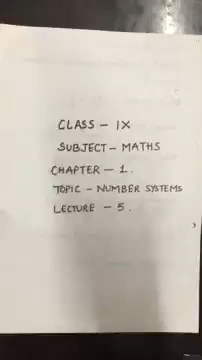 CLASS - IX
SUBJECT - MATHS
CHAPTER - 1.
TOPIC - NUMBER SYSTEMS
LECTURE - 5.